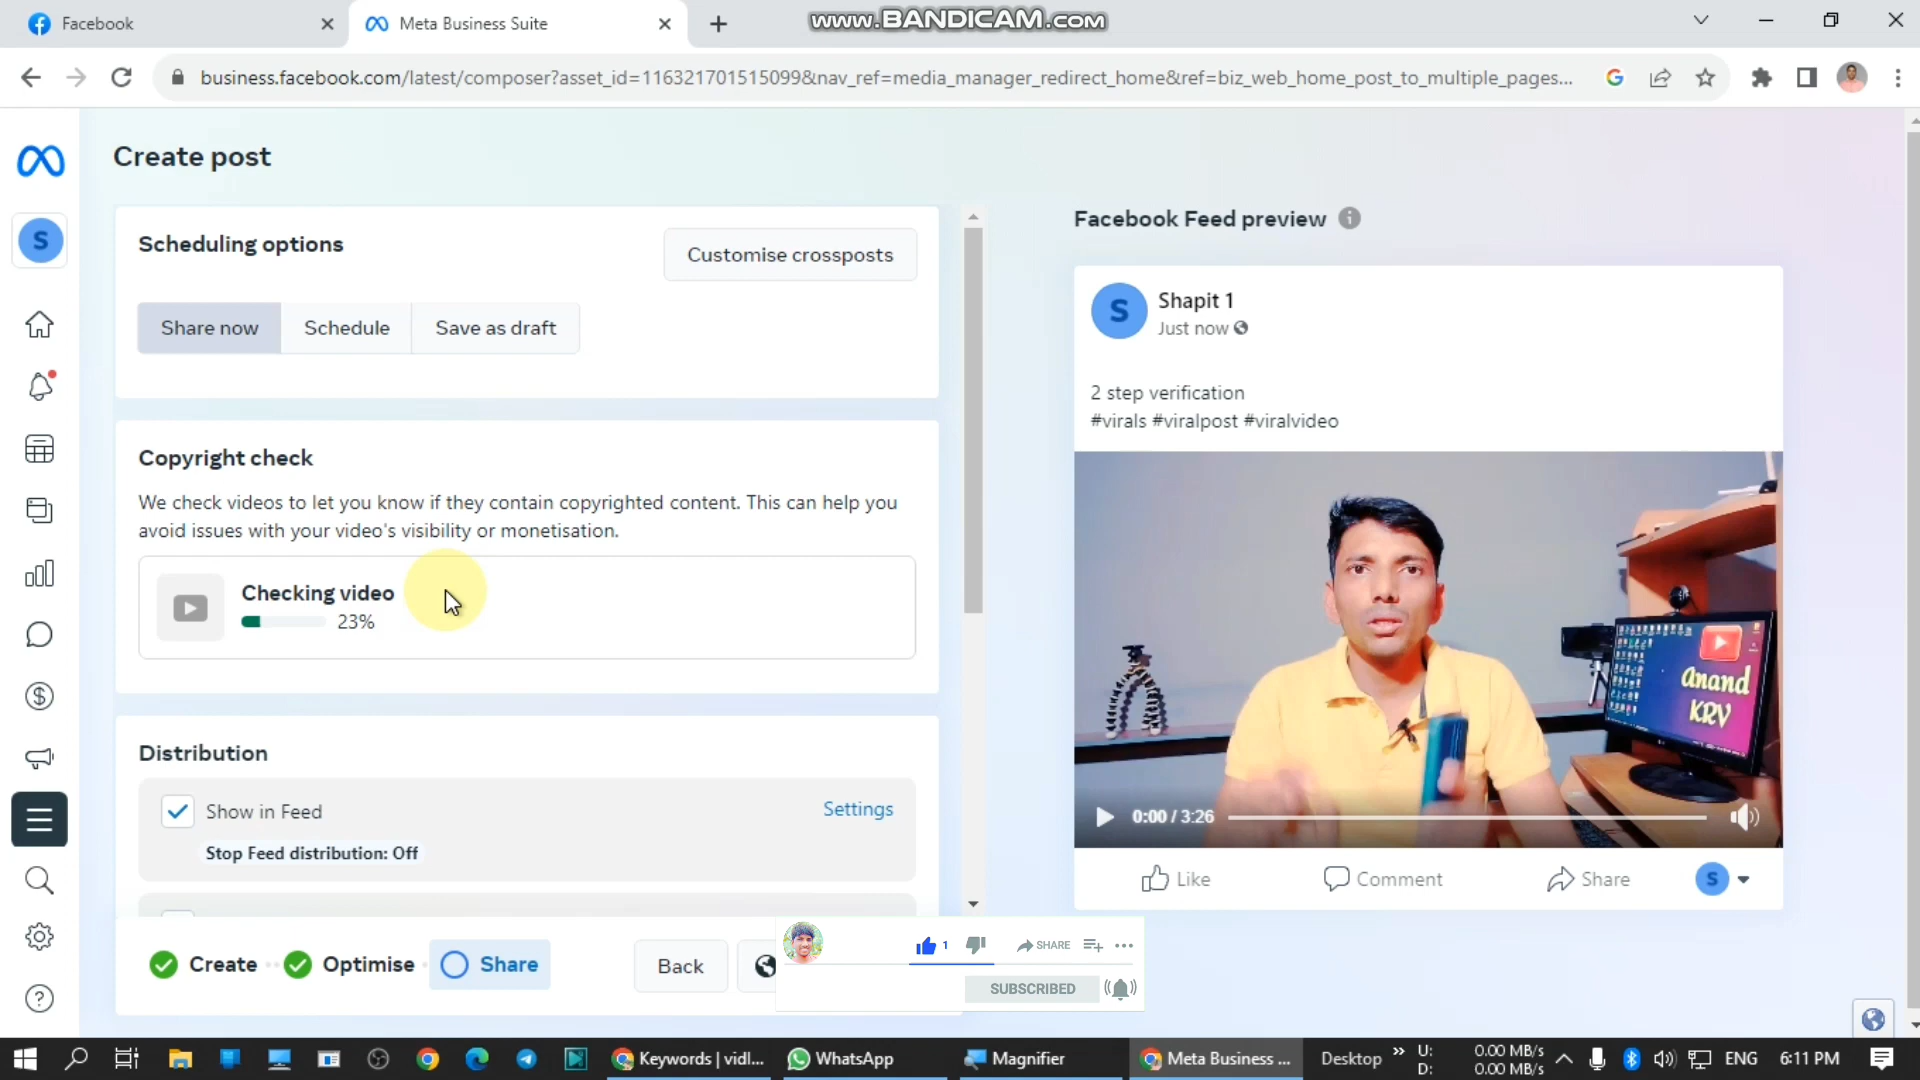 Facebook
Meta Business Suite
www.BANDICAM.com
business.facebook.com/latest/composer?asset_id=116321701515099&nav_ref=media_manager_redirect_home&ref=biz_web_home_post_to_multiple_pages...
Create post
S
Scheduling options
Customise crossposts
Share now
Schedule
Save as draft
Copyright check
We check videos to let you know if they contain copyrighted content. This can help you
avoid issues with your video's visibility or monetisation.
Checking video
23%
Distribution
Show in Feed
Settings
Stop Feed distribution: Off
Create
Optimise
Share
Back
Facebook Feed preview
S
Shapit 1
Just now
2 step verification
#virals #viralpost #viralvideo
Anand
KRV
0:00 / 3:26
Like
Comment
Share
S
1
SHARE
SUBSCRIBED
Keywords | vidl...
WhatsApp
Magnifier
Meta Business ...
Desktop
U:
D:
0.00 MB/s
0.00 MB/s
ENG
6:11 PM